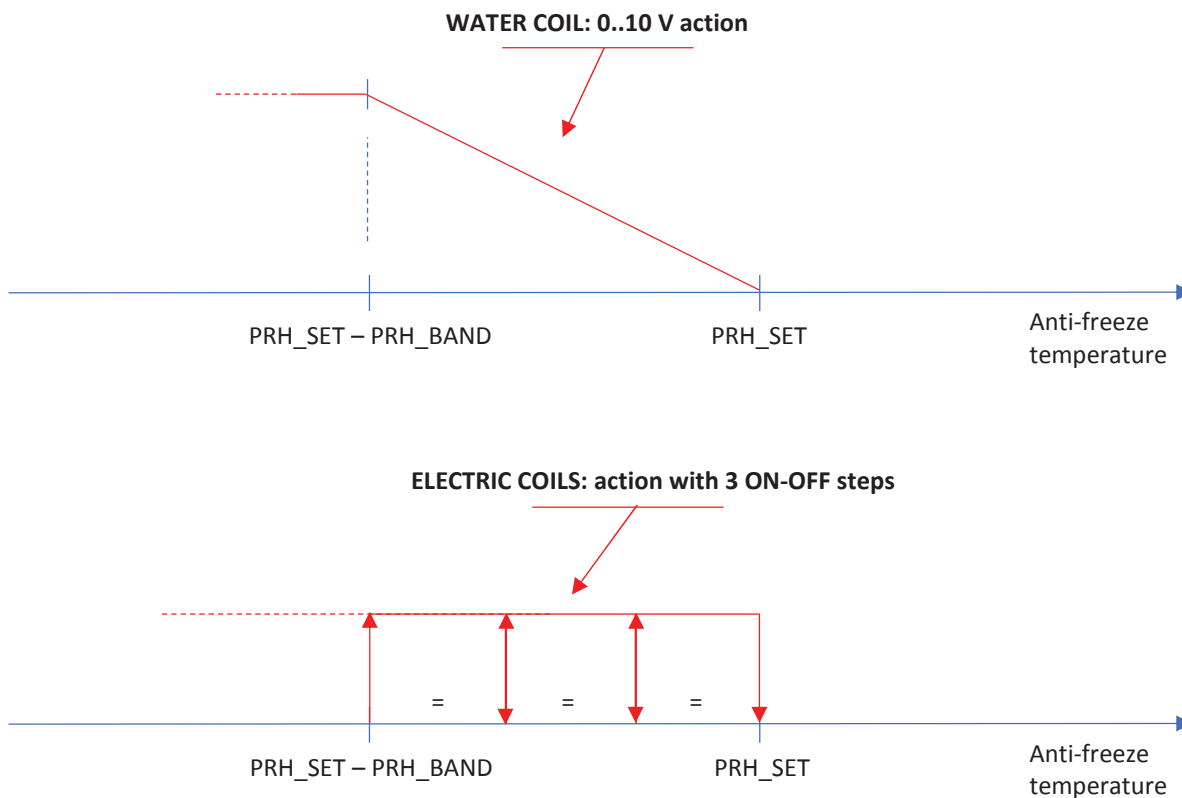 WATER COIL: 0..10 V action
PRH_SET – PRH_BAND
PRH_SET
Anti-freeze
temperature
ELECTRIC COILS: action with 3 ON-OFF steps
=
=
=
PRH_SET – PRH_BAND
PRH_SET
Anti-freeze
temperature